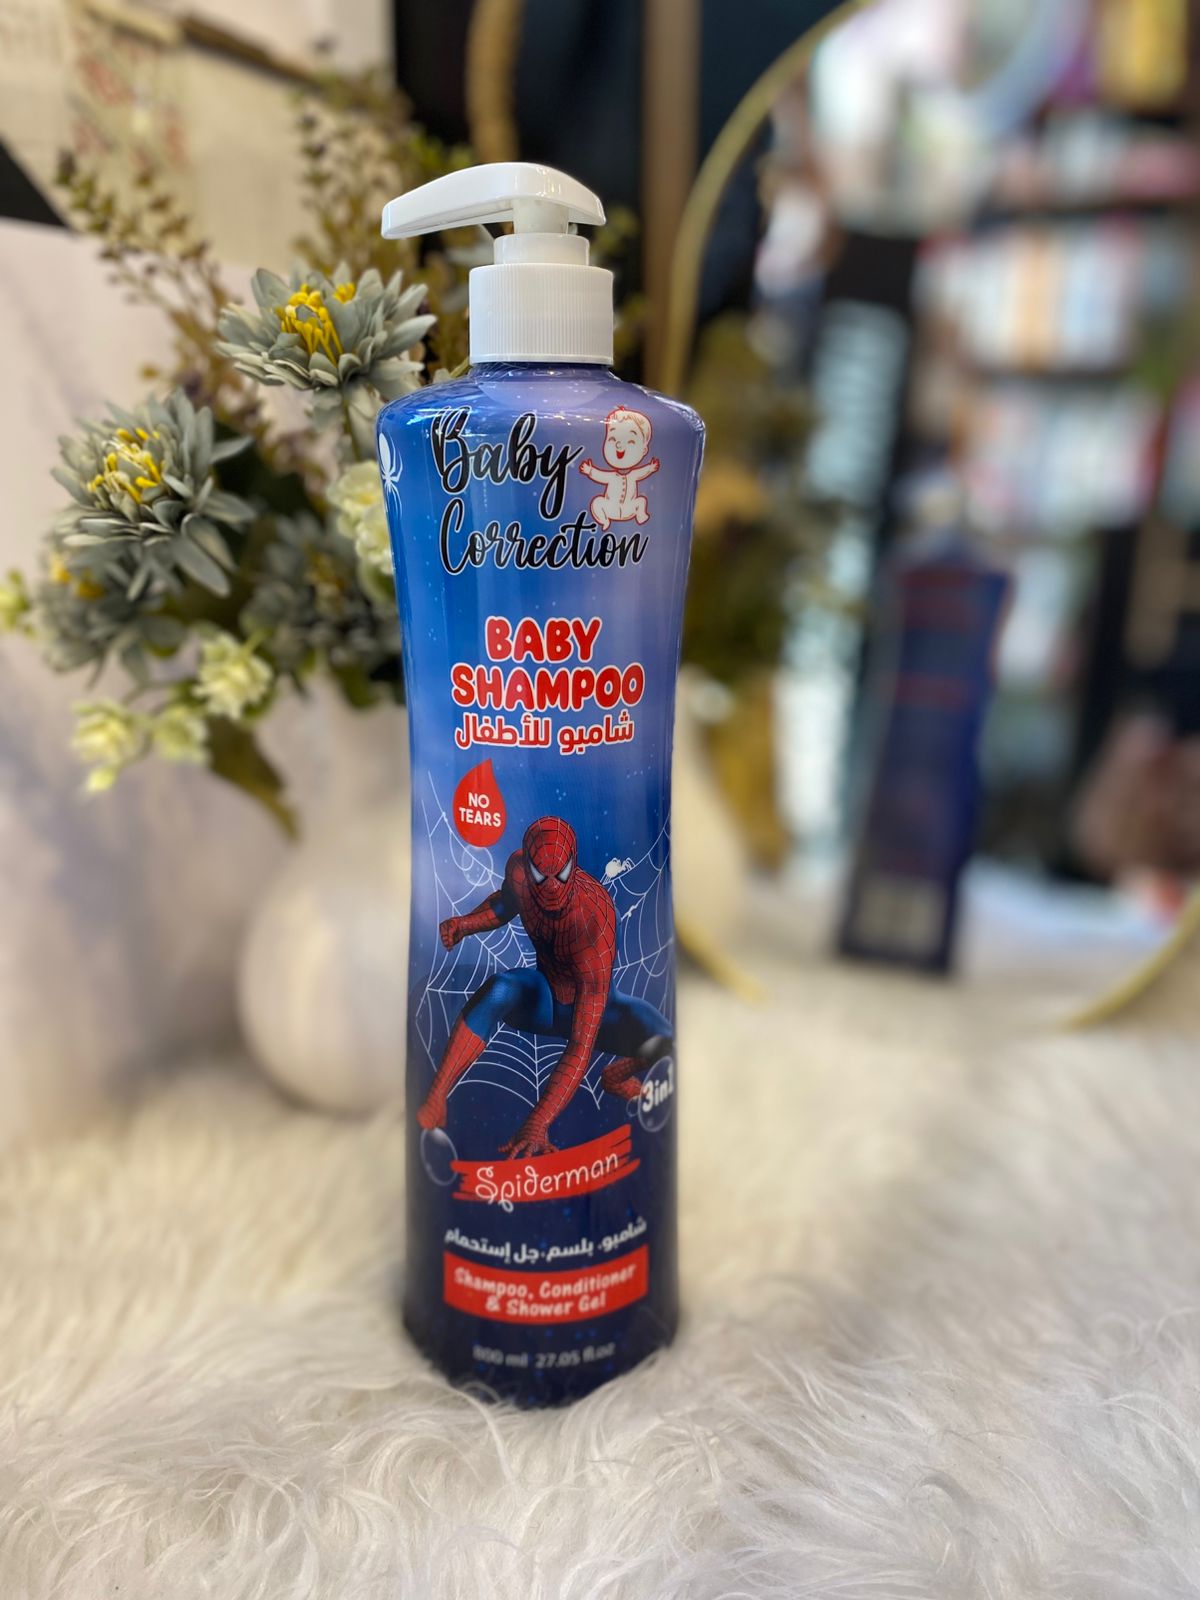 Baby
Correction
BABY
SHAMPOO
شامبو للأطفال
NO
TEARS
3in1
Spiderman
شامبو، بلسم، جل إستحمام
Shampoo, Conditioner
& Shower Gel
800 ml 27.05 fl.oz